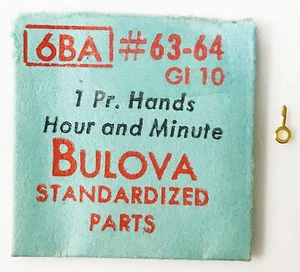 6BA #63-64
GI 10
1 Pr. Hands
Hour and Minute
BULOVA
STANDARDIZED
PARTS